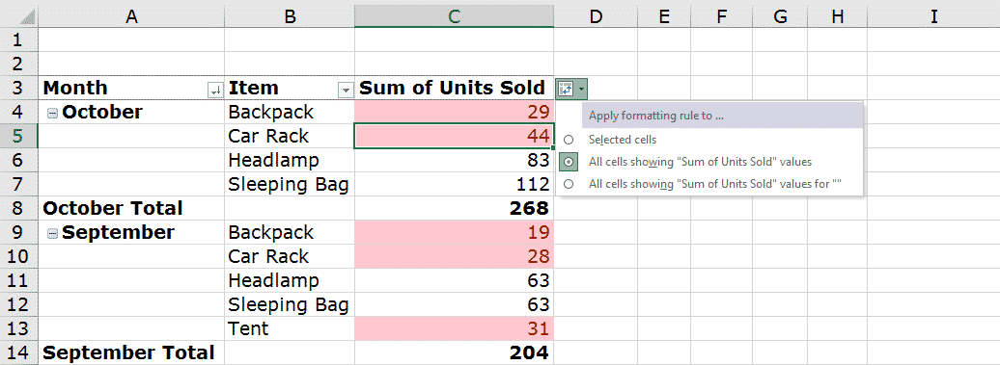 A B C D E F G H I
1
2
3 Month Item Sum of Units Sold
4 October Backpack 29 Apply formatting rule to ...
5 Car Rack 44 Selected cells
6 Headlamp 83 All cells showing "Sum of Units Sold" values
7 Sleeping Bag 112 All cells showing "Sum of Units Sold" values for ""
8 October Total 268
9 September Backpack 19
10 Car Rack 28
11 Headlamp 63
12 Sleeping Bag 63
13 Tent 31
14 September Total 204